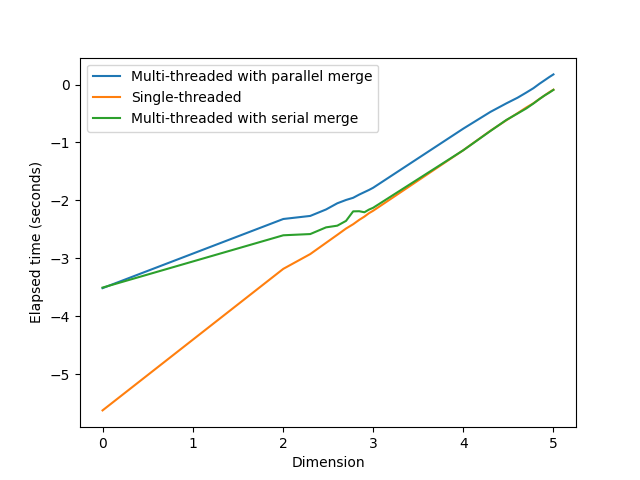 Multi-threaded with parallel merge
Single-threaded
Multi-threaded with serial merge
0
−1
−2
−3
−4
−5
Elapsed time (seconds)
0 1 2 3 4 5
Dimension